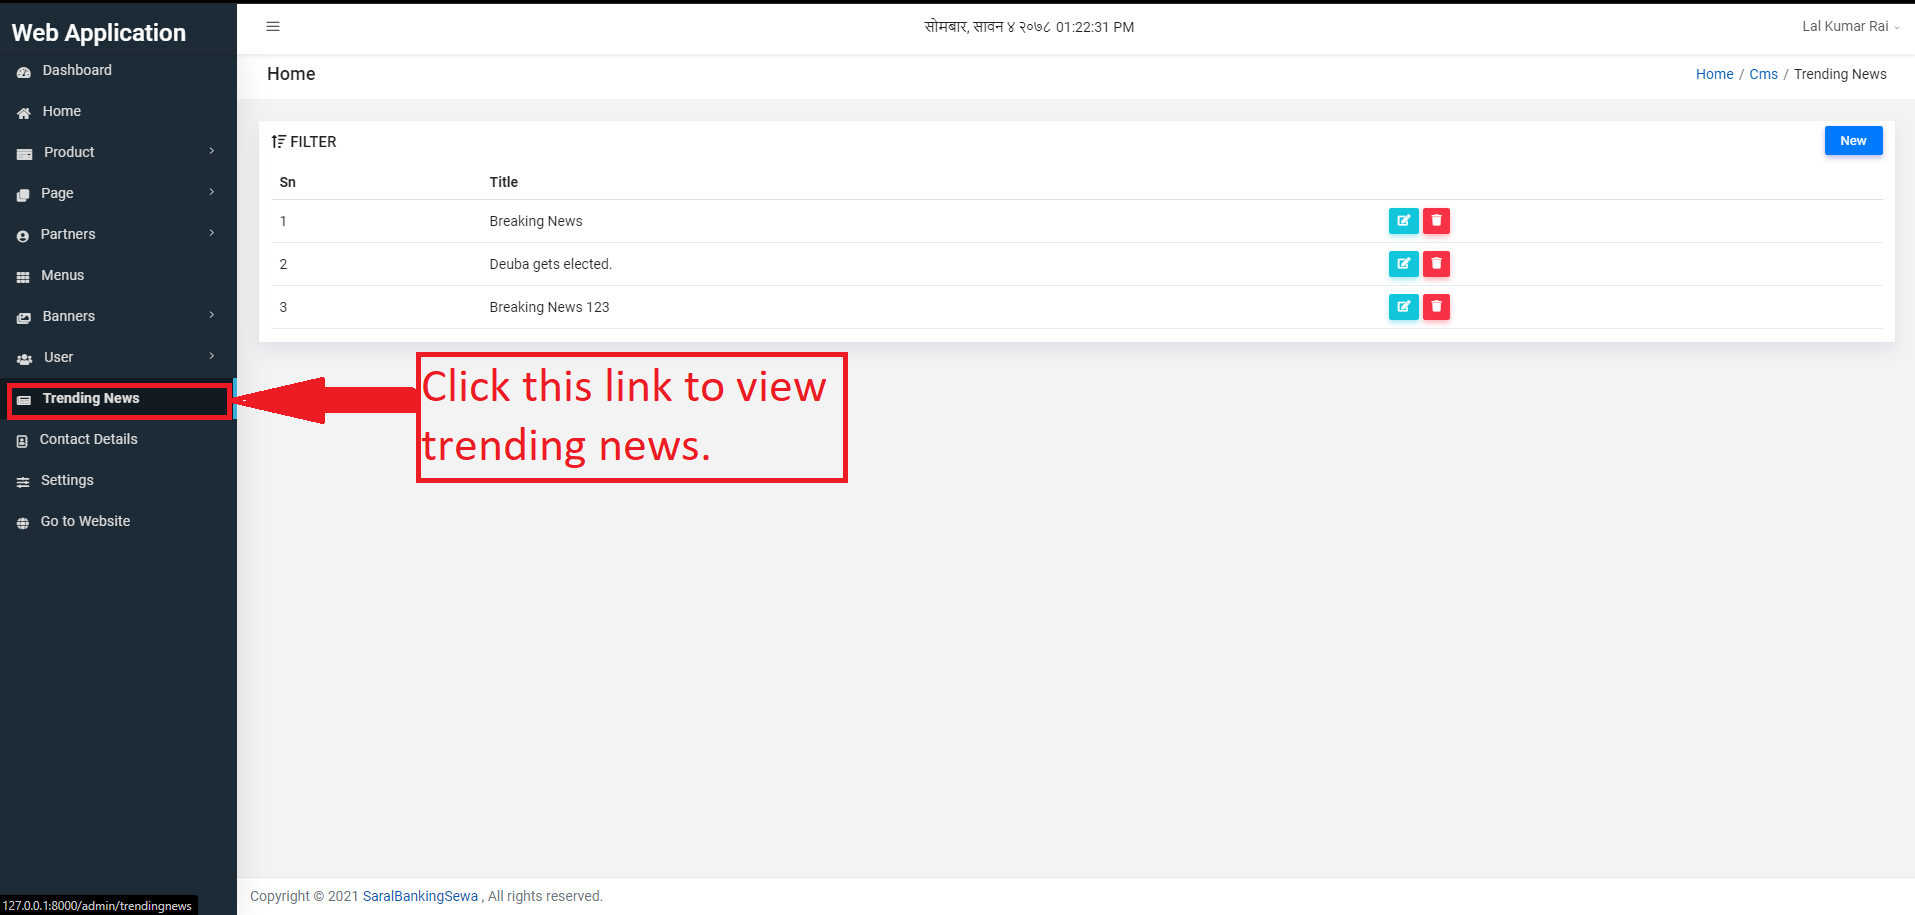 Web Application
सोमबार, सावन ४ २०७८ 01:22:31 PM
Lal Kumar Rai
Dashboard
Home
Product
Page
Partners
Menus
Banners
User
Trending News
Contact Details
Settings
Go to Website
Home
Home / Cms / Trending News
FILTER
New
Sn Title
1 Breaking News
2 Deuba gets elected.
3 Breaking News 123
Click this link to view
trending news.
Copyright © 2021 SaralBankingSewa , All rights reserved.
127.0.0.1:8000/admin/trendingnews